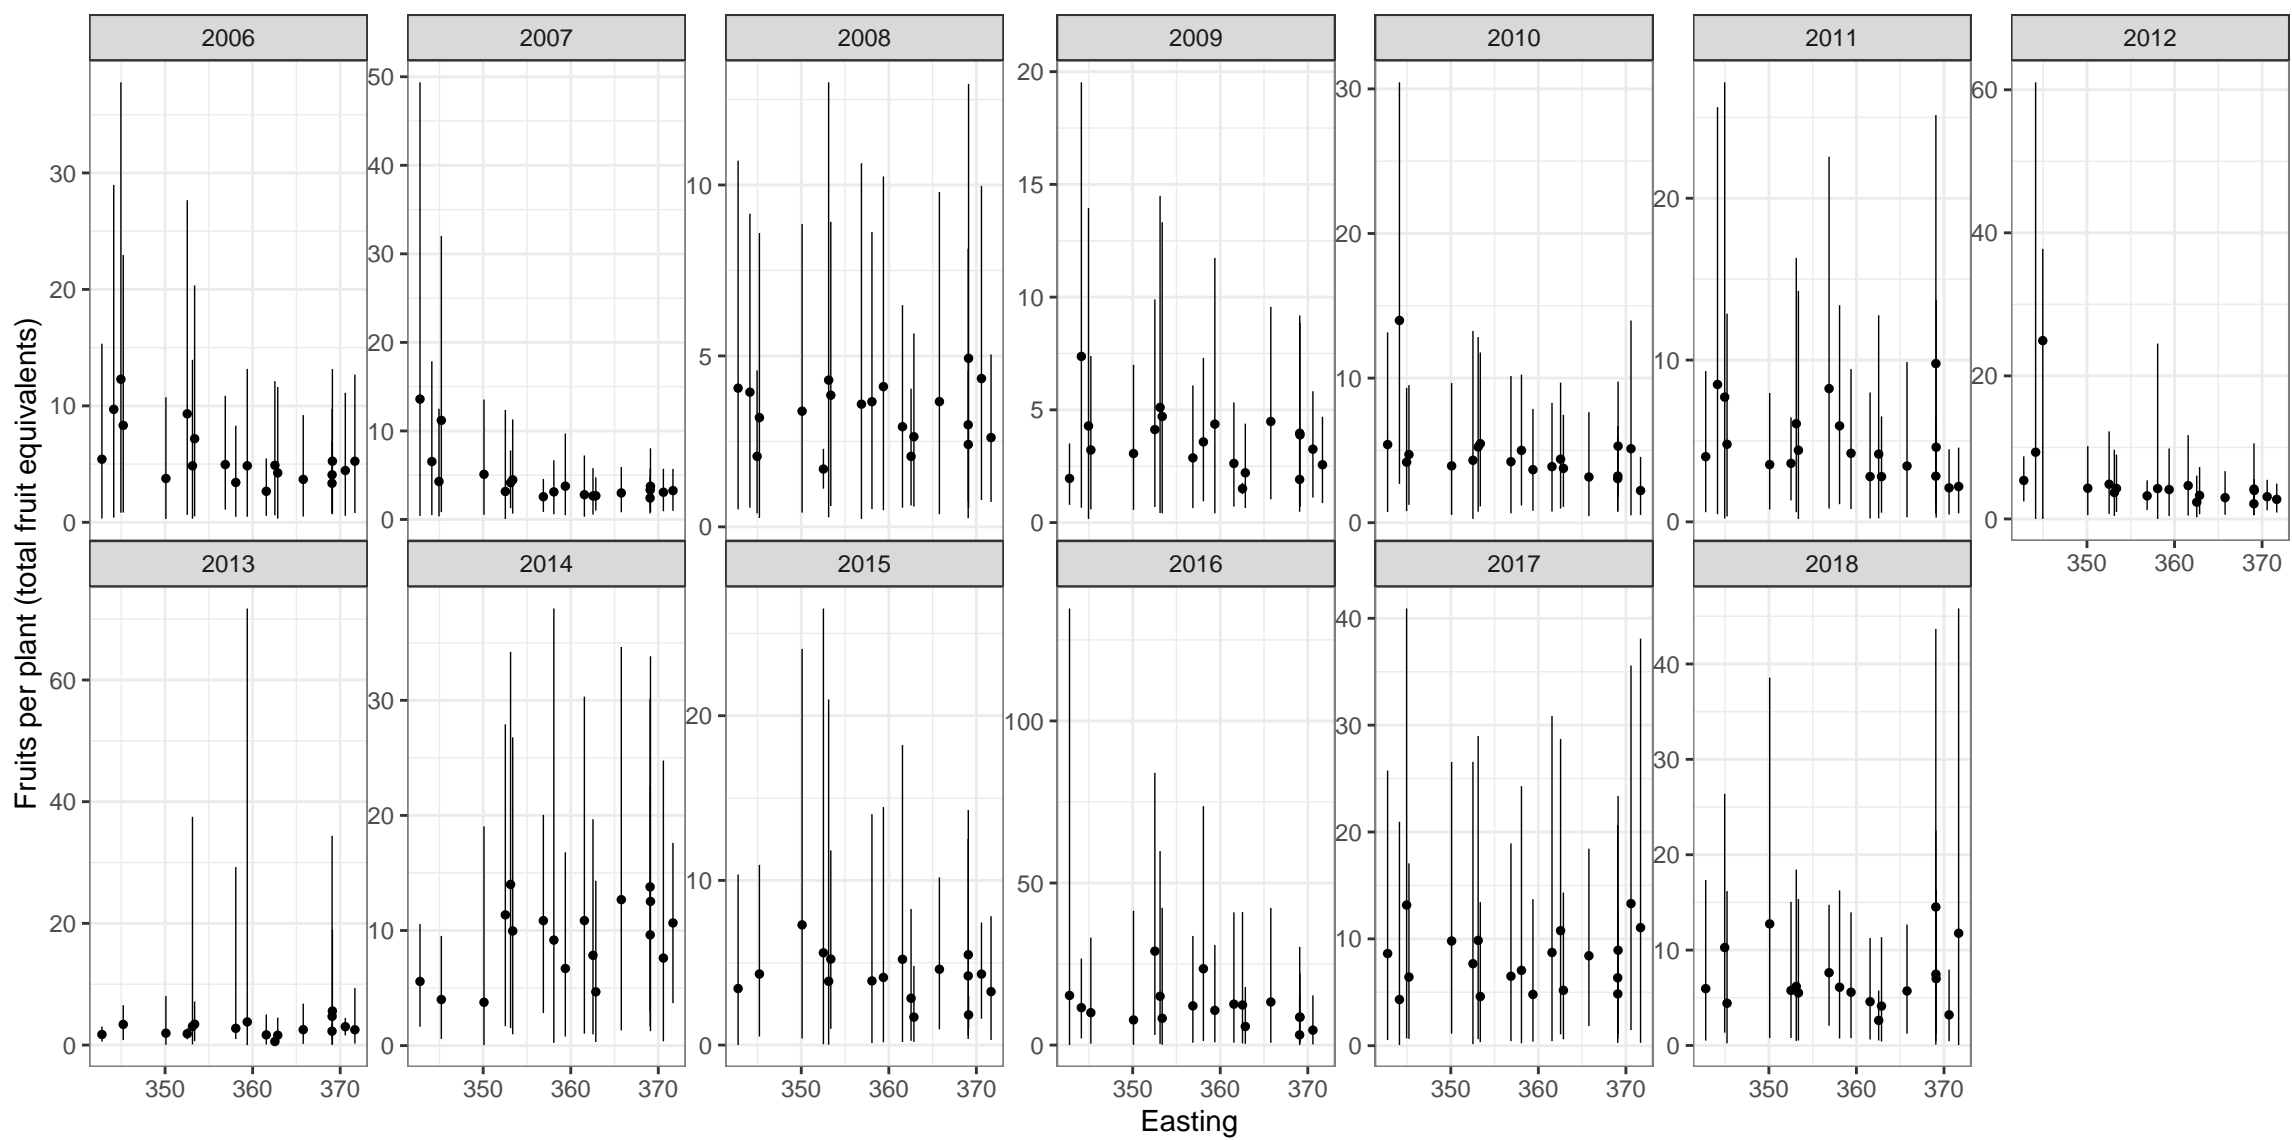 2006 2007 2008 2009 2010 2011 2012
0 10 20 30
0 10 20 30 40 50
0 5 10
0 5 10 15 20
0 10 20 30
0 10 20
0 20 40 60
350 360 370
2013 2014 2015 2016 2017 2018
0 20 40 60
0 10 20 30
0 10 20
0 50 100
0 10 20 30 40
0 10 20 30 40
350 360 370 350 360 370 350 360 370 350 360 370 350 360 370 350 360 370
Easting
Fruits per plant (total fruit equivalents)